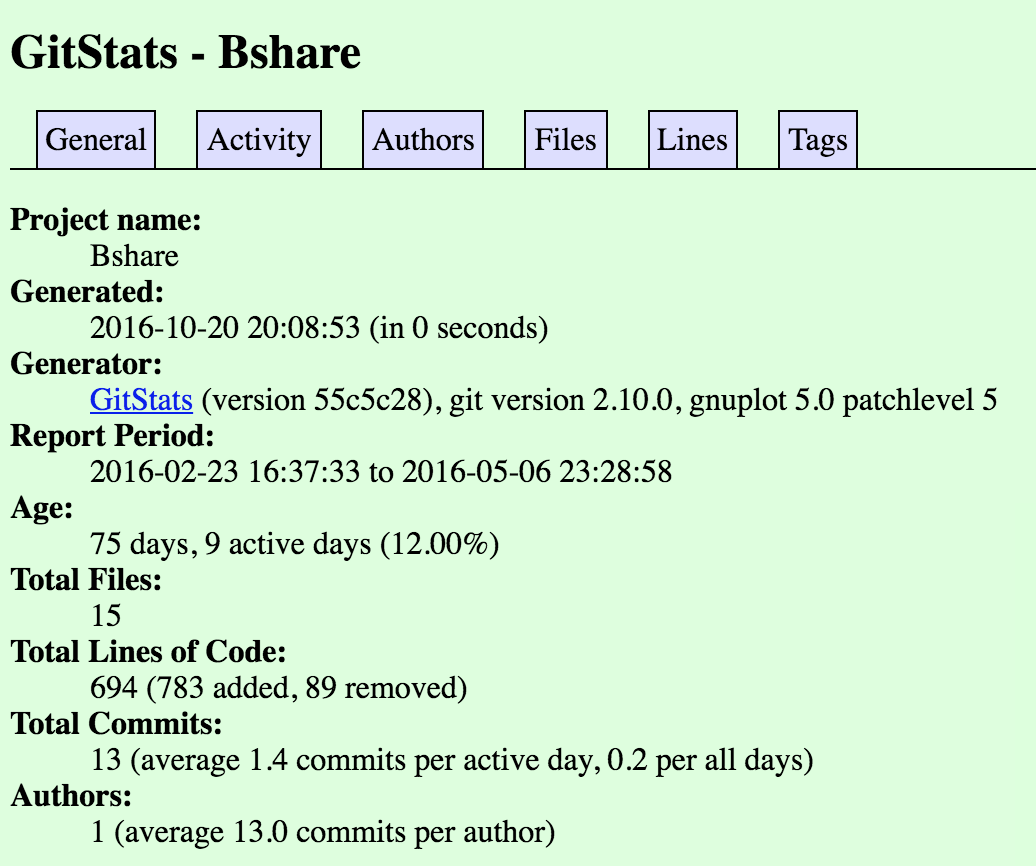 GitStats - Bshare
General Activity Authors Files Lines Tags
Project name:
Bshare
Generated:
2016-10-20 20:08:53 (in 0 seconds)
Generator:
GitStats (version 55c5c28), git version 2.10.0, gnuplot 5.0 patchlevel 5
Report Period:
2016-02-23 16:37:33 to 2016-05-06 23:28:58
Age:
75 days, 9 active days (12.00%)
Total Files:
15
Total Lines of Code:
694 (783 added, 89 removed)
Total Commits:
13 (average 1.4 commits per active day, 0.2 per all days)
Authors:
1 (average 13.0 commits per author)